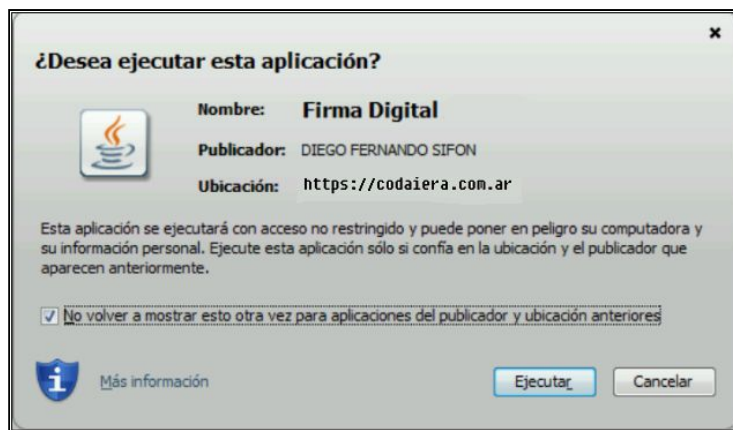 ¿Desea ejecutar esta aplicación?
Nombre: Firma Digital
Publicador: DIEGO FERNANDO SIFON
Ubicación: https://codaiera.com.ar
Esta aplicación se ejecutará con acceso no restringido y puede poner en peligro su computadora y
su información personal. Ejecute esta aplicación sólo si confía en la ubicación y el publicador que
aparecen anteriormente.
No volver a mostrar esto otra vez para aplicaciones del publicador y ubicación anteriores
Más información
Ejecutar
Cancelar